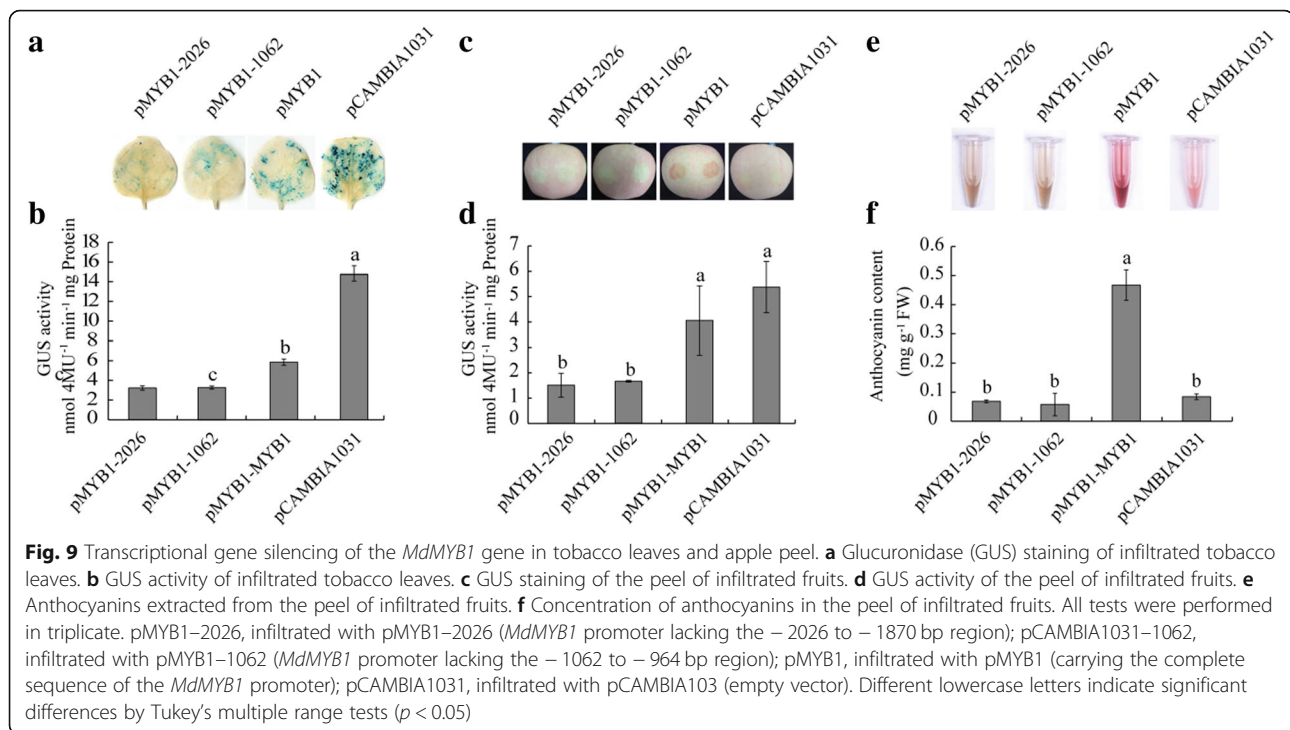 a
pMYB1-2026
pMYB1-1062
pMYB1
pCAMBIA1031
c
pMYB1-2026
pMYB1-1062
pMYB1
pCAMBIA1031
e
pMYB1-2026
pMYB1-1062
pMYB1
pCAMBIA1031
b
GUS activity
nmol 4MU⁻¹ min⁻¹ mg Protein
18
16
14
12
10
8
6
4
2
0
c
c
b
a
pMYB1-2026
pMYB1-1062
pMYB1-MYB1
pCAMBIA1031
d
GUS activity
nmol 4MU⁻¹ min⁻¹ mg Protein
7
6
5
4
3
2
1
0
b
b
a
a
pMYB1-2026
pMYB1-1062
pMYB1-MYB1
pCAMBIA1031
f
Anthocyanin content
(mg g⁻¹ FW)
0.6
0.5
0.4
0.3
0.2
0.1
0
b
b
a
b
pMYB1-2026
pMYB1-1062
pMYB1-MYB1
pCAMBIA1031
Fig. 9 Transcriptional gene silencing of the MdMYB1 gene in tobacco leaves and apple peel. a Glucuronidase (GUS) staining of infiltrated tobacco
leaves. b GUS activity of infiltrated tobacco leaves. c GUS staining of the peel of infiltrated fruits. d GUS activity of the peel of infiltrated fruits. e
Anthocyanins extracted from the peel of infiltrated fruits. f Concentration of anthocyanins in the peel of infiltrated fruits. All tests were performed
in triplicate. pMYB1–2026, infiltrated with pMYB1–2026 (MdMYB1 promoter lacking the − 2026 to − 1870 bp region); pCAMBIA1031–1062,
infiltrated with pMYB1–1062 (MdMYB1 promoter lacking the − 1062 to − 964 bp region); pMYB1, infiltrated with pMYB1 (carrying the complete
sequence of the MdMYB1 promoter); pCAMBIA1031, infiltrated with pCAMBIA103 (empty vector). Different lowercase letters indicate significant
differences by Tukey's multiple range tests (p < 0.05)